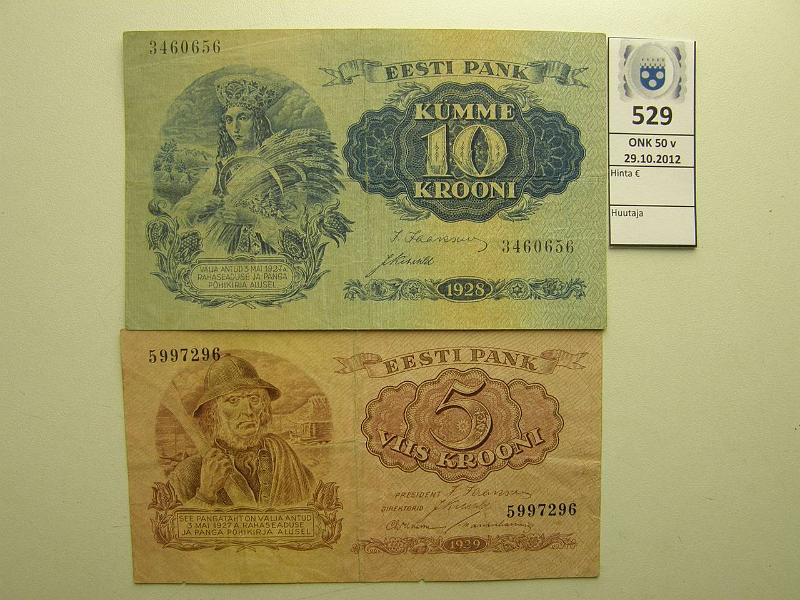 3460656
EESTI PANK
KÜMME
10
KROONI
3460656
VÄLJA ANTUD 3 MAI 1927 A.
RAHASEADUSE JA PANGA
PÕHIKIRJA ALUSEL
1928
529
ONK 50 v
29.10.2012
Hinta €
Huutaja
5997296
EESTI PANK
5
VIIS KROONI
PRESIDENT
DIREKTORID
5997296
SEE PANGATÄHT ON VÄLJA ANTUD
3 MAI 1927 A. RAHASEADUSE
JA PANGA PÕHIKIRJA ALUSEL
1929